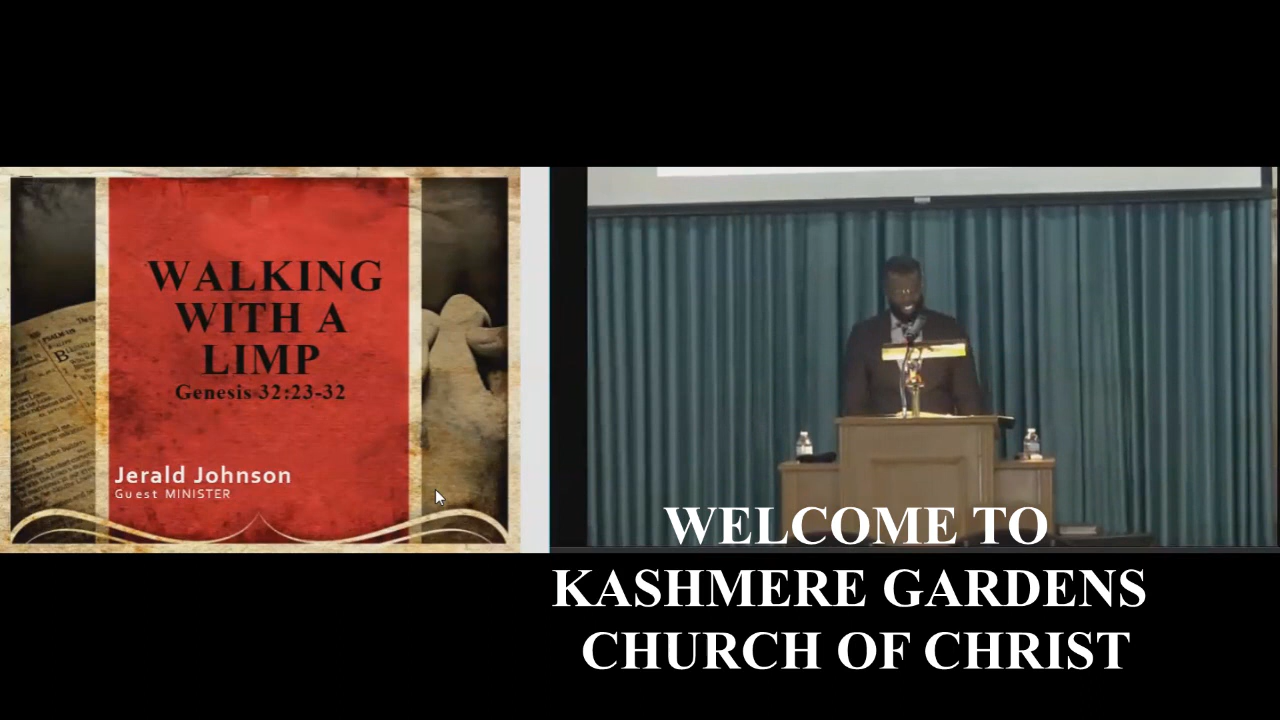 WALKING
WITH A
LIMP
Genesis 32:23-32
Jerald Johnson
Guest MINISTER
WELCOME TO
KASHMERE GARDENS
CHURCH OF CHRIST